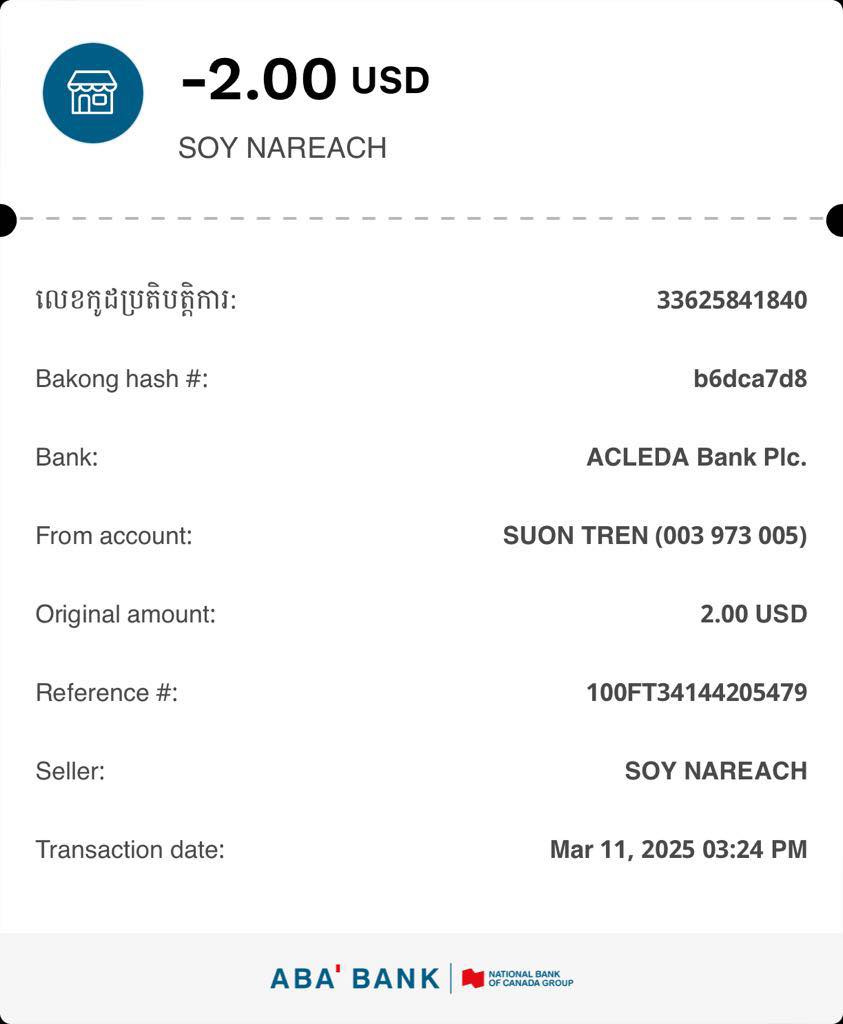 -2.00 USD
SOY NAREACH
លេខកូដប្រតិបត្តិការ: 33625841840
Bakong hash #: b6dca7d8
Bank: ACLEDA Bank Plc.
From account: SUON TREN (003 973 005)
Original amount: 2.00 USD
Reference #: 100FT34144205479
Seller: SOY NAREACH
Transaction date: Mar 11, 2025 03:24 PM
ABA' BANK NATIONAL BANK
OF CANADA GROUP